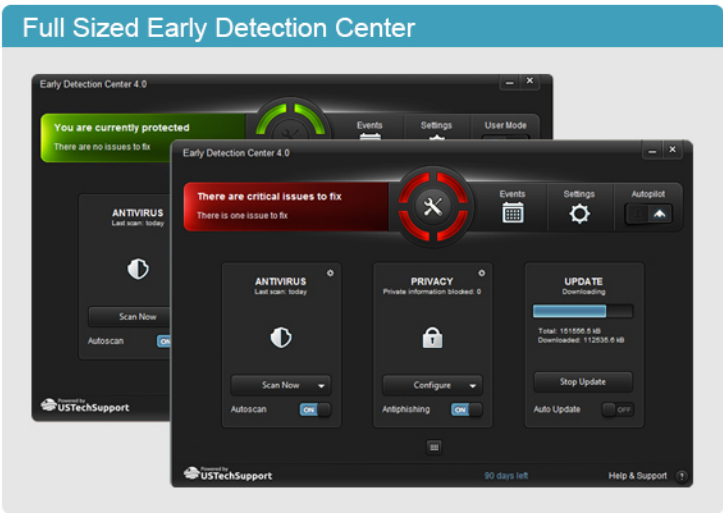 Full Sized Early Detection Center
Early Detection Center 4.0
You are currently protected
There are no issues to fix
Events
Settings
User Mode
ANTIVIRUS
Last scan: today
Scan Now
Autoscan
Powered by
USTechSupport
Early Detection Center 4.0
There are critical issues to fix
There is one issue to fix
Events
Settings
Autopilot
ANTIVIRUS
Last scan: today
Scan Now
Autoscan
ON
PRIVACY
Private information blocked: 0
Configure
Antiphishing
ON
UPDATE
Downloading
Total: 151566.5 kB
Downloaded: 112635.6 kB
Stop Update
Auto Update
OFF
Powered by
USTechSupport
90 days left
Help & Support
?